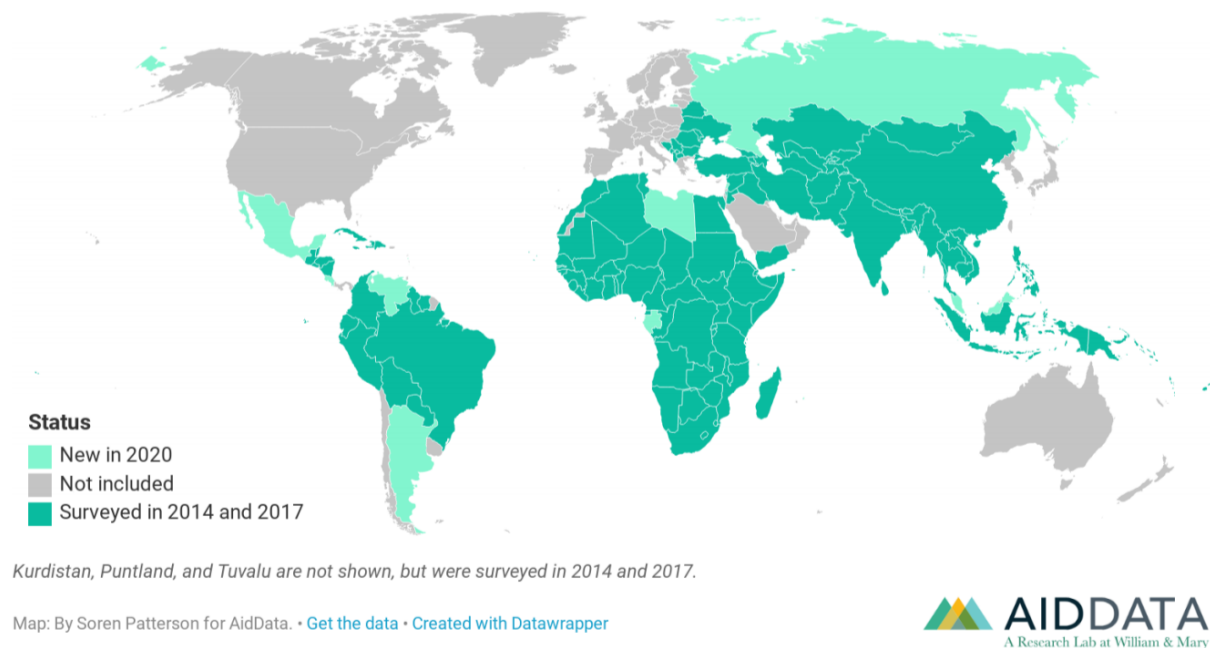 Status
New in 2020
Not included
Surveyed in 2014 and 2017
Kurdistan, Puntland, and Tuvalu are not shown, but were surveyed in 2014 and 2017.
Map: By Soren Patterson for AidData. • Get the data • Created with Datawrapper
AIDDATA
A Research Lab at William & Mary